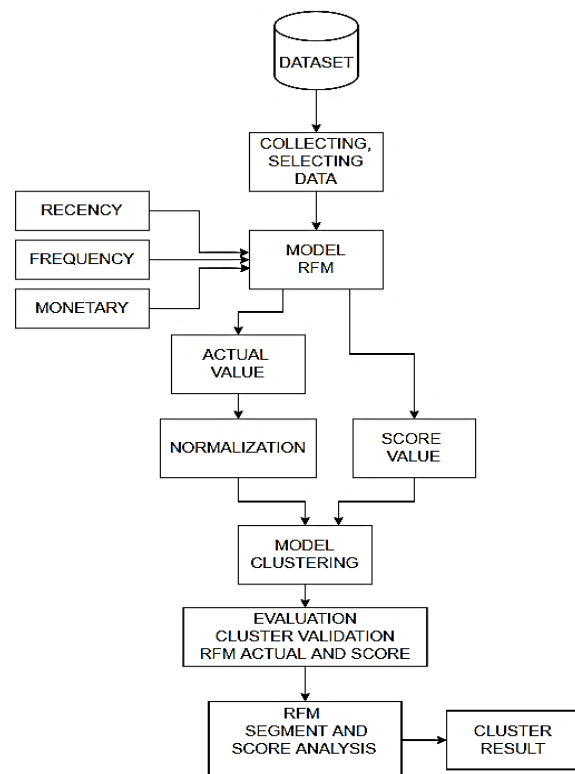 DATASET
COLLECTING,
SELECTING
DATA
RECENCY
FREQUENCY
MONETARY
MODEL
RFM
ACTUAL
VALUE
NORMALIZATION
SCORE
VALUE
MODEL
CLUSTERING
EVALUATION
CLUSTER VALIDATION
RFM ACTUAL AND SCORE
RFM
SEGMENT AND
SCORE ANALYSIS
CLUSTER
RESULT